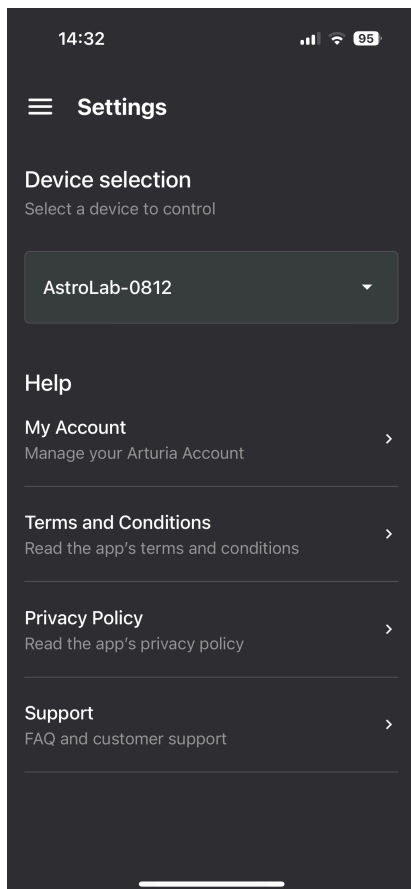 14:32
95
Settings
Device selection
Select a device to control
AstroLab-0812
Help
My Account
Manage your Arturia Account
Terms and Conditions
Read the app's terms and conditions
Privacy Policy
Read the app's privacy policy
Support
FAQ and customer support